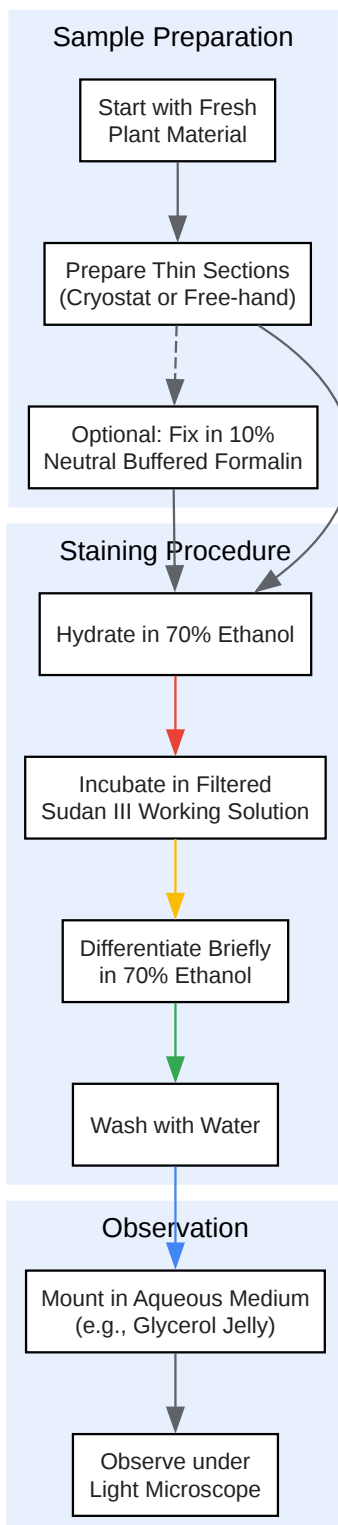 Sample Preparation
Start with Fresh
Plant Material
Prepare Thin Sections
(Cryostat or Free-hand)
Optional: Fix in 10%
Neutral Buffered Formalin
Staining Procedure
Hydrate in 70% Ethanol
Incubate in Filtered
Sudan III Working Solution
Differentiate Briefly
in 70% Ethanol
Wash with Water
Observation
Mount in Aqueous Medium
(e.g., Glycerol Jelly)
Observe under
Light Microscope